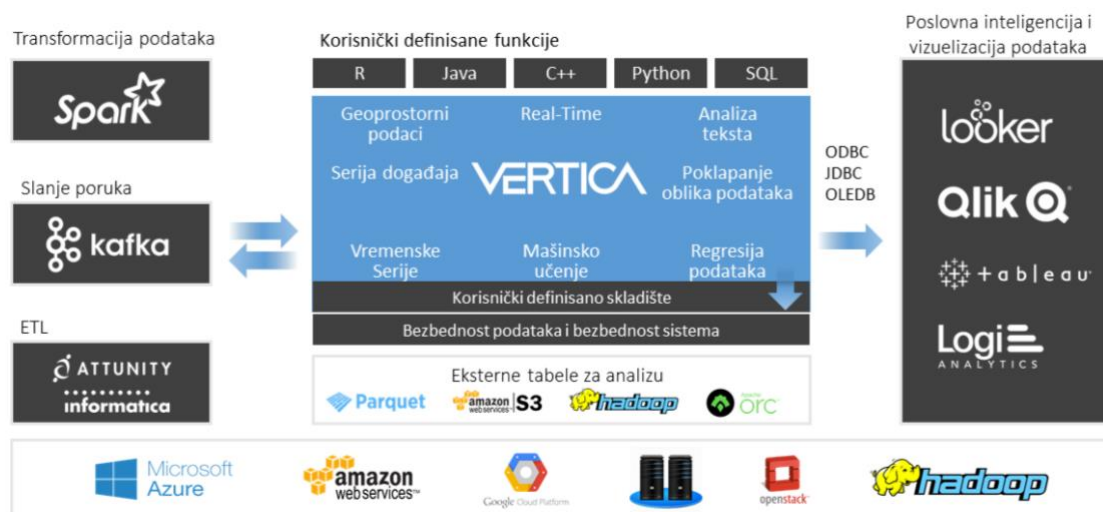 Transformacija podataka
Spark
Slanje poruka
kafka
ETL
ATTUNITY
informatica
Korisnički definisane funkcije
R Java C++ Python SQL
Geoprostorni
podaci
Real-Time
Analiza
teksta
Serija događaja
VERTICA
Poklapanje
oblika podataka
Vremenske
Serije
Mašinsko
učenje
Regresija
podataka
Korisnički definisano skladište
Bezbednost podataka i bezbednost sistema
Eksterne tabele za analizu
Parquet
amazon
web services
S3
hadoop
APACHE
orc
ODBC
JDBC
OLEDB
Poslovna inteligencija i
vizuelizacija podataka
looker
Qlik
+ableau
Logi
ANALYTICS
Microsoft
Azure
amazon
web services™
Google Cloud Platform
openstack
hadoop